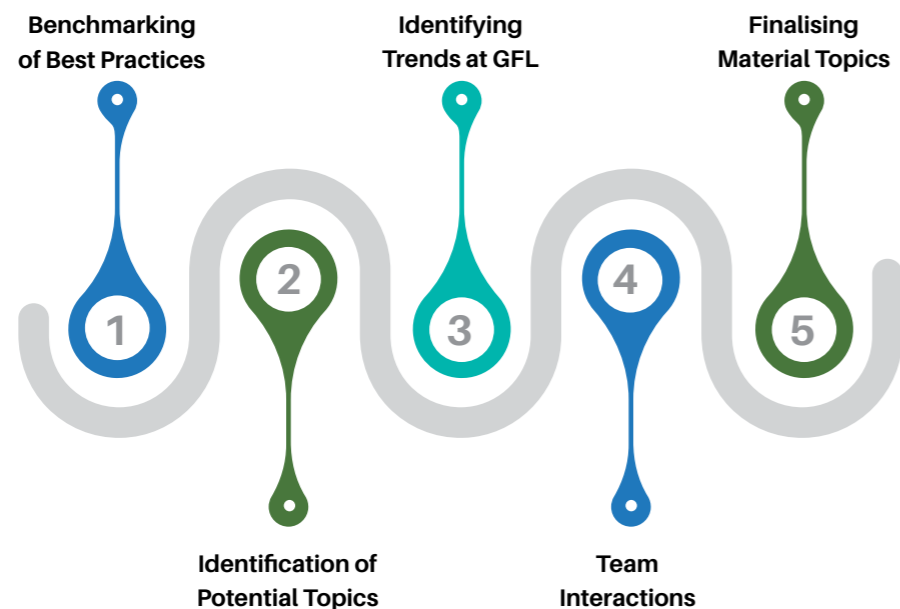 Benchmarking
of Best Practices
1
2
Identification of
Potential Topics
Identifying
Trends at GFL
3
4
Team
Interactions
Finalising
Material Topics
5